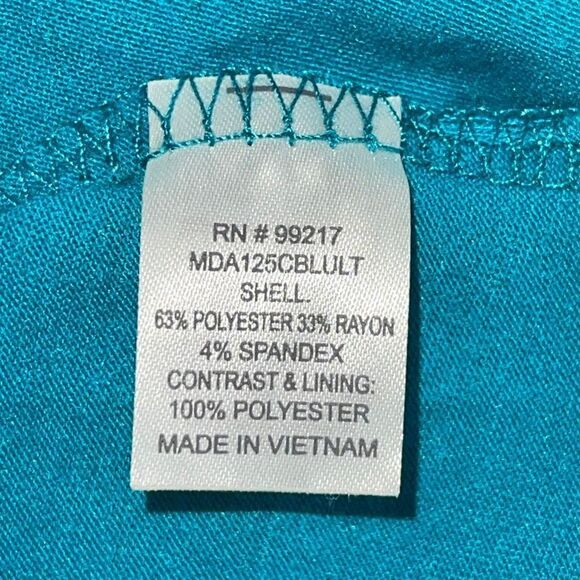 RN # 99217
MDA125CBLULT
SHELL.
63% POLYESTER 33% RAYON
4% SPANDEX
CONTRAST & LINING:
100% POLYESTER
MADE IN VIETNAM